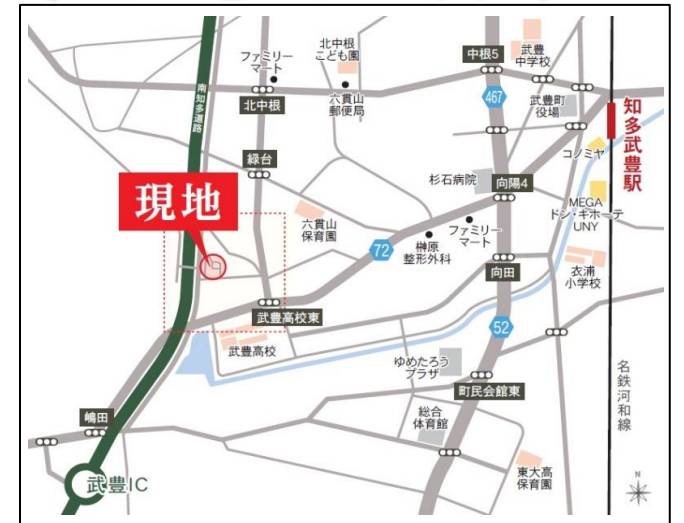 北中根
こども園
ファミリー
マート
六貫山
郵便局
中根5
武豊
中学校
467
武豊町
役場
南知多道路
北中根
知多武豊駅
コノミヤ
緑台
杉石病院
向陽4
現地
MEGA
ドン・キホーテ
UNY
六貫山
保育園
72
榊原
整形外科
ファミリー
マート
向田
衣浦
小学校
武豊高校東
52
武豊高校
ゆめたろう
プラザ
町民会館東
名鉄河和線
嶋田
総合
体育館
武豊IC
東大高
保育園
N